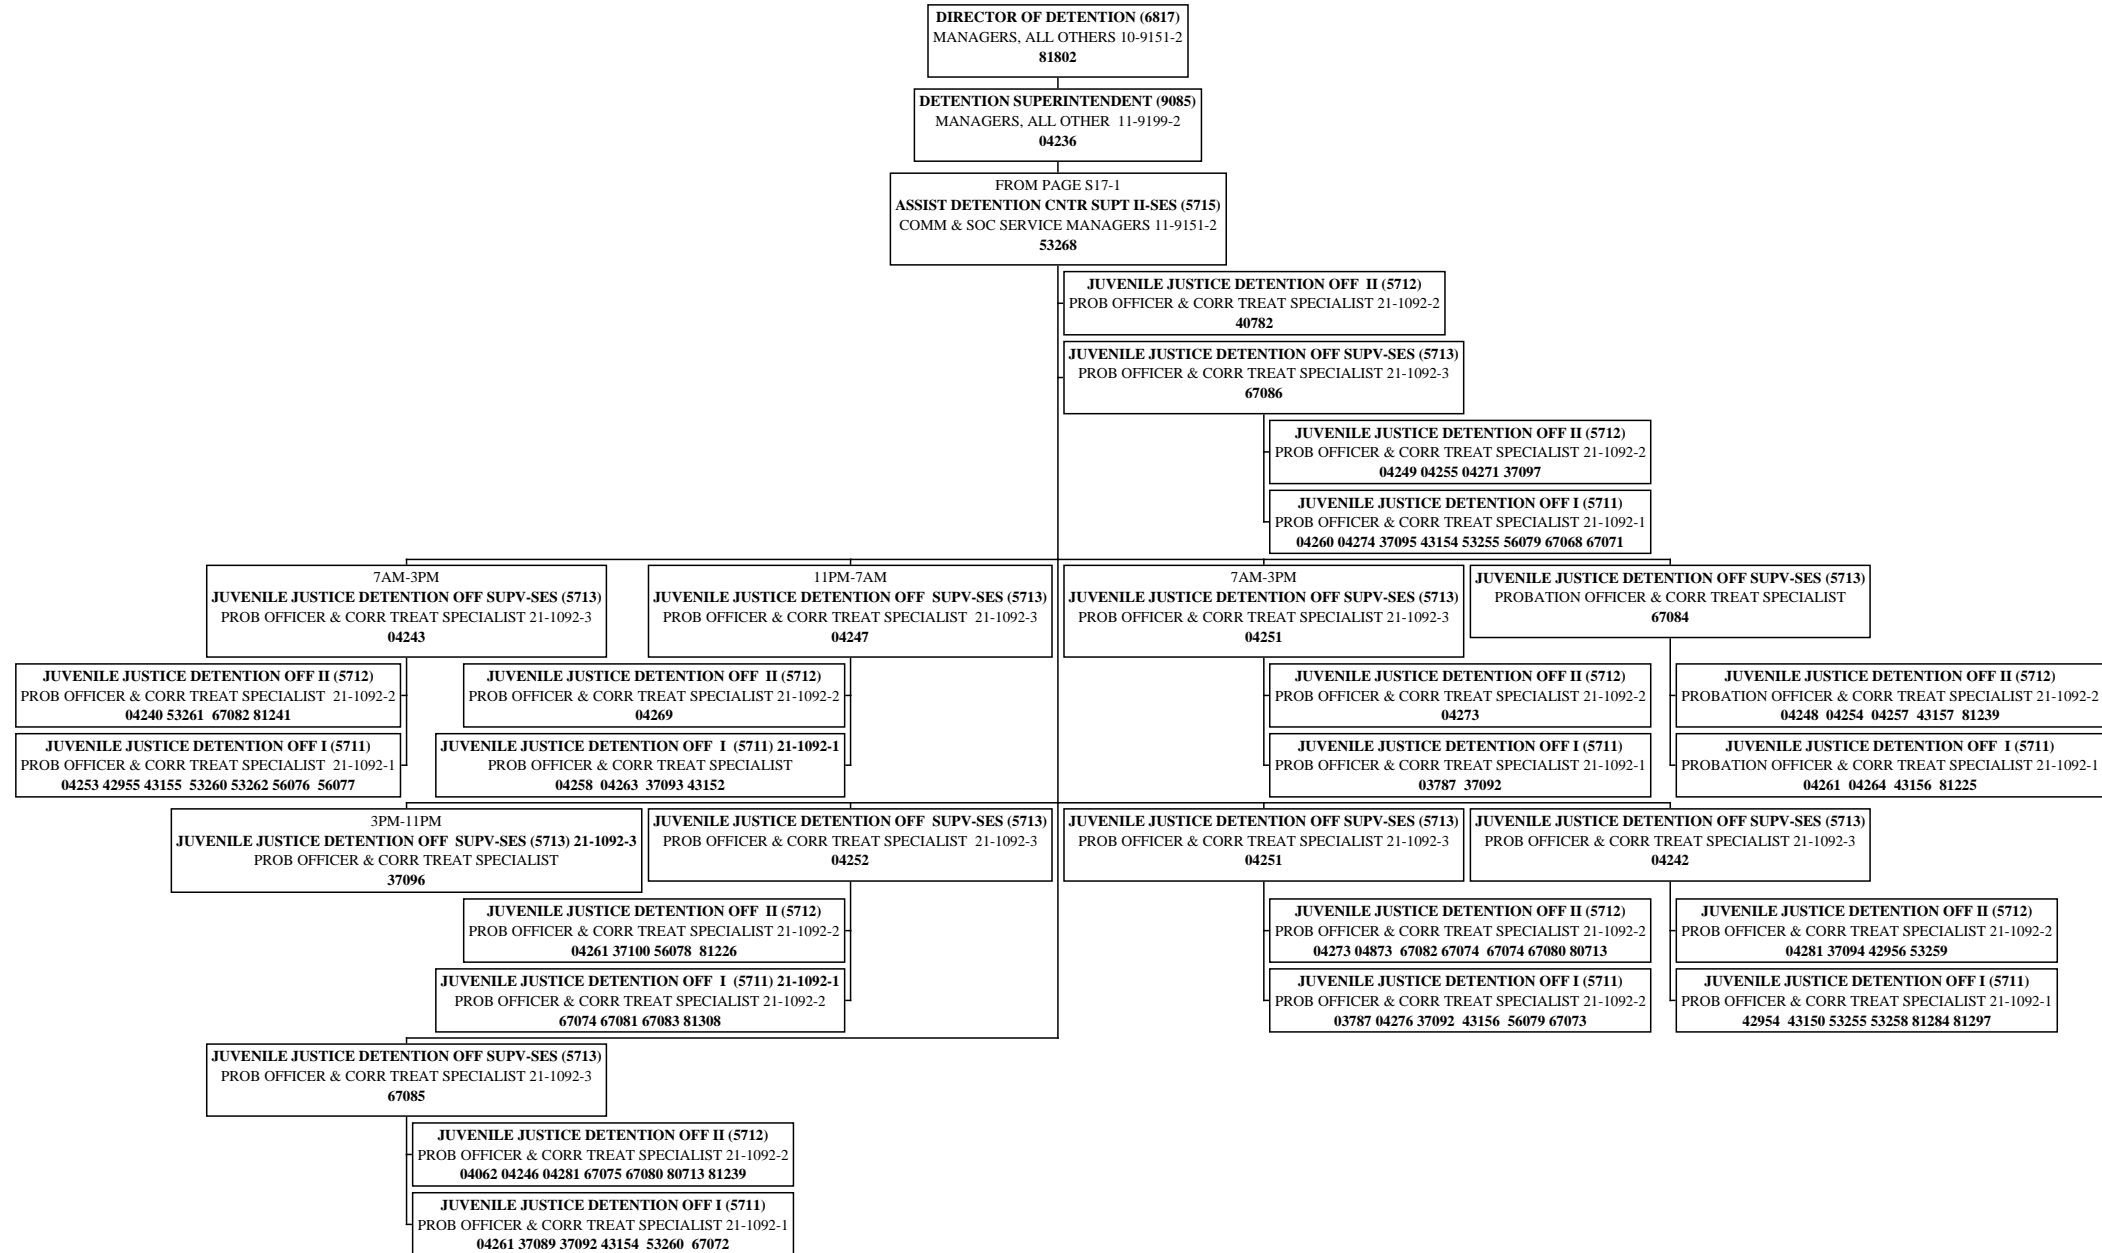 DIRECTOR OF DETENTION (6817)
MANAGERS, ALL OTHERS 10-9151-2
81802
DETENTION SUPERINTENDENT (9085)
MANAGERS, ALL OTHER 11-9199-2
04236
FROM PAGE S17-1
ASSIST DETENTION CNTR SUPT II-SES (5715)
COMM & SOC SERVICE MANAGERS 11-9151-2
53268
JUVENILE JUSTICE DETENTION OFF II (5712)
PROB OFFICER & CORR TREAT SPECIALIST 21-1092-2
40782
JUVENILE JUSTICE DETENTION OFF SUPV-SES (5713)
PROB OFFICER & CORR TREAT SPECIALIST 21-1092-3
67086
JUVENILE JUSTICE DETENTION OFF II (5712)
PROB OFFICER & CORR TREAT SPECIALIST 21-1092-2
04249 04255 04271 37097
JUVENILE JUSTICE DETENTION OFF I (5711)
PROB OFFICER & CORR TREAT SPECIALIST 21-1092-1
04260 04274 37095 43154 53255 56079 67068 67071
7AM-3PM
JUVENILE JUSTICE DETENTION OFF SUPV-SES (5713)
PROB OFFICER & CORR TREAT SPECIALIST 21-1092-3
04243
11PM-7AM
JUVENILE JUSTICE DETENTION OFF SUPV-SES (5713)
PROB OFFICER & CORR TREAT SPECIALIST 21-1092-3
04247
7AM-3PM
JUVENILE JUSTICE DETENTION OFF SUPV-SES (5713)
PROB OFFICER & CORR TREAT SPECIALIST 21-1092-3
04251
JUVENILE JUSTICE DETENTION OFF SUPV-SES (5713)
PROBATION OFFICER & CORR TREAT SPECIALIST
67084
JUVENILE JUSTICE DETENTION OFF II (5712)
PROB OFFICER & CORR TREAT SPECIALIST 21-1092-2
04240 53261 67082 81241
JUVENILE JUSTICE DETENTION OFF I (5711)
PROB OFFICER & CORR TREAT SPECIALIST 21-1092-1
04253 42955 43155 53260 53262 56076 56077
JUVENILE JUSTICE DETENTION OFF II (5712)
PROB OFFICER & CORR TREAT SPECIALIST 21-1092-2
04269
JUVENILE JUSTICE DETENTION OFF I (5711) 21-1092-1
PROB OFFICER & CORR TREAT SPECIALIST
04258 04263 37093 43152
JUVENILE JUSTICE DETENTION OFF II (5712)
PROB OFFICER & CORR TREAT SPECIALIST 21-1092-2
04273
JUVENILE JUSTICE DETENTION OFF I (5711)
PROB OFFICER & CORR TREAT SPECIALIST 21-1092-1
03787 37092
JUVENILE JUSTICE DETENTION OFF II (5712)
PROBATION OFFICER & CORR TREAT SPECIALIST 21-1092-2
04248 04254 04257 43157 81239
JUVENILE JUSTICE DETENTION OFF I (5711)
PROBATION OFFICER & CORR TREAT SPECIALIST 21-1092-1
04261 04264 43156 81225
3PM-11PM
JUVENILE JUSTICE DETENTION OFF SUPV-SES (5713) 21-1092-3
PROB OFFICER & CORR TREAT SPECIALIST
37096
JUVENILE JUSTICE DETENTION OFF SUPV-SES (5713)
PROB OFFICER & CORR TREAT SPECIALIST 21-1092-3
04252
JUVENILE JUSTICE DETENTION OFF SUPV-SES (5713)
PROB OFFICER & CORR TREAT SPECIALIST 21-1092-3
04251
JUVENILE JUSTICE DETENTION OFF SUPV-SES (5713)
PROB OFFICER & CORR TREAT SPECIALIST 21-1092-3
04242
JUVENILE JUSTICE DETENTION OFF II (5712)
PROB OFFICER & CORR TREAT SPECIALIST 21-1092-2
04261 37100 56078 81226
JUVENILE JUSTICE DETENTION OFF I (5711) 21-1092-1
PROB OFFICER & CORR TREAT SPECIALIST 21-1092-2
67074 67081 67083 81308
JUVENILE JUSTICE DETENTION OFF II (5712)
PROB OFFICER & CORR TREAT SPECIALIST 21-1092-2
04273 04873 67082 67074 67074 67080 80713
JUVENILE JUSTICE DETENTION OFF I (5711)
PROB OFFICER & CORR TREAT SPECIALIST 21-1092-2
03787 04276 37092 43156 56079 67073
JUVENILE JUSTICE DETENTION OFF II (5712)
PROB OFFICER & CORR TREAT SPECIALIST 21-1092-2
04281 37094 42956 53259
JUVENILE JUSTICE DETENTION OFF I (5711)
PROB OFFICER & CORR TREAT SPECIALIST 21-1092-1
42954 43150 53255 53258 81284 81297
JUVENILE JUSTICE DETENTION OFF SUPV-SES (5713)
PROB OFFICER & CORR TREAT SPECIALIST 21-1092-3
67085
JUVENILE JUSTICE DETENTION OFF II (5712)
PROB OFFICER & CORR TREAT SPECIALIST 21-1092-2
04062 04246 04281 67075 67080 80713 81239
JUVENILE JUSTICE DETENTION OFF I (5711)
PROB OFFICER & CORR TREAT SPECIALIST 21-1092-1
04261 37089 37092 43154 53260 67072